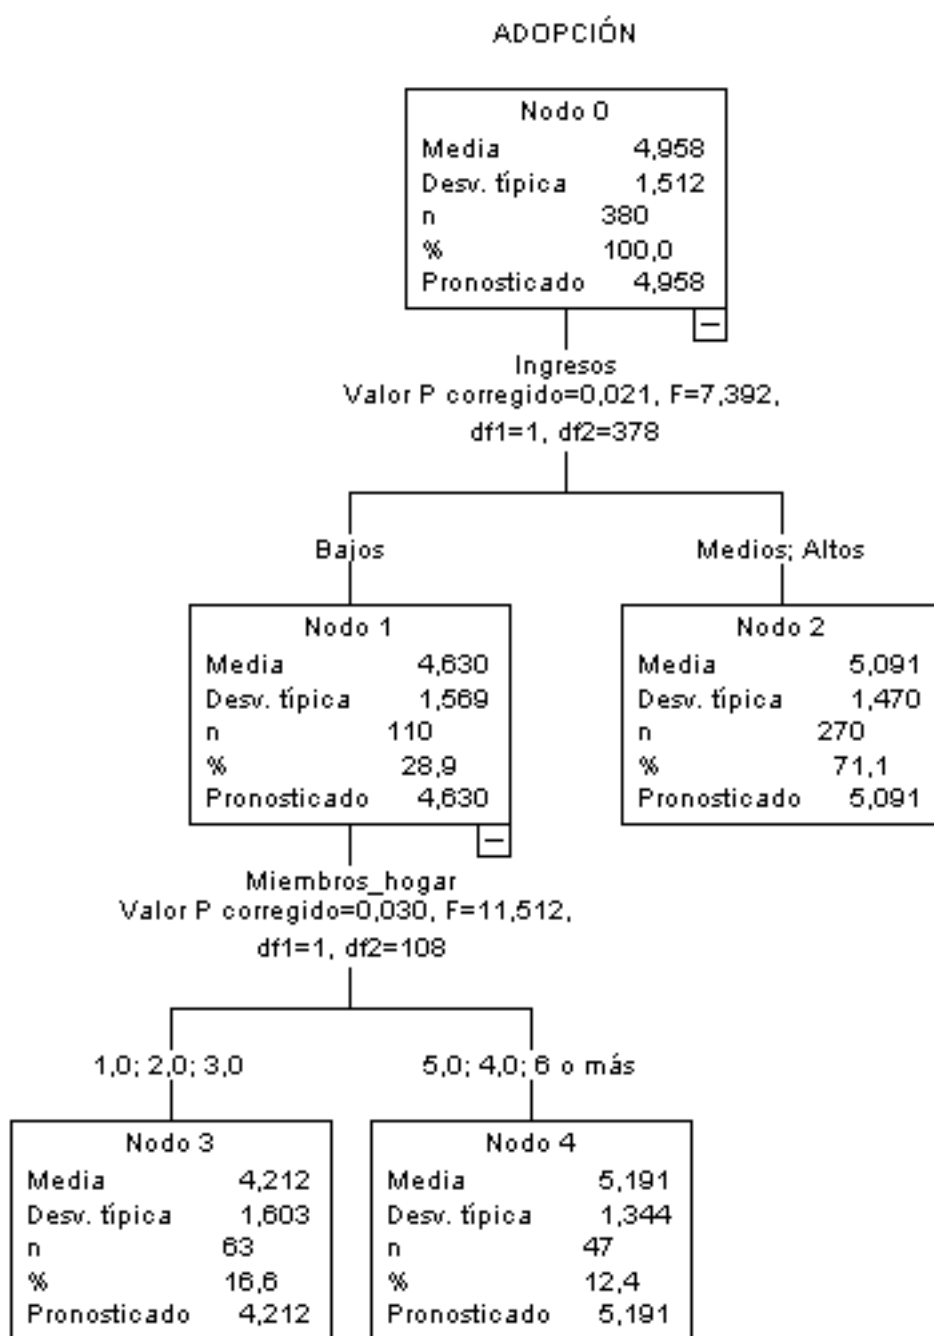 ADOPCIÓN
Nodo 0
Media 4,958
Desv. típica 1,512
n 380
% 100,0
Pronosticado 4,958
Ingresos
Valor P corregido=0,021, F=7,392,
df1=1, df2=378
Bajos
Medios; Altos
Nodo 1
Media 4,630
Desv. típica 1,569
n 110
% 28,9
Pronosticado 4,630
Nodo 2
Media 5,091
Desv. típica 1,470
n 270
% 71,1
Pronosticado 5,091
Miembros_hogar
Valor P corregido=0,030, F=11,512,
df1=1, df2=108
1,0; 2,0; 3,0
5,0; 4,0; 6 o más
Nodo 3
Media 4,212
Desv. típica 1,603
n 63
% 16,6
Pronosticado 4,212
Nodo 4
Media 5,191
Desv. típica 1,344
n 47
% 12,4
Pronosticado 5,191